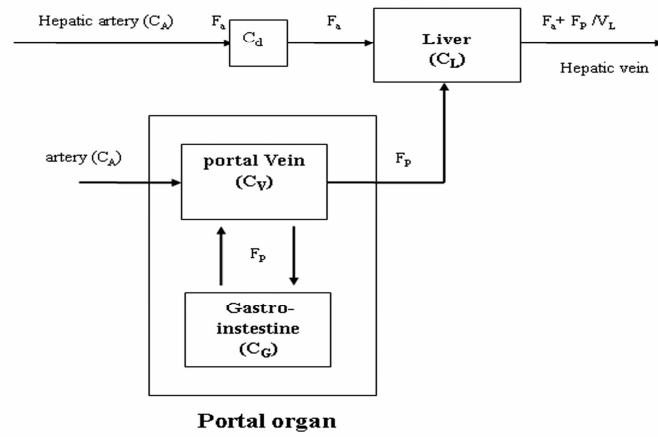 Hepatic artery (C_A) F_a F_a F_a+ F_P /V_L
C_d
Liver
(C_L)
Hepatic vein
artery (C_A) F_P
portal Vein
(C_V)
F_P
Gastro-
instestine
(C_G)
Portal organ